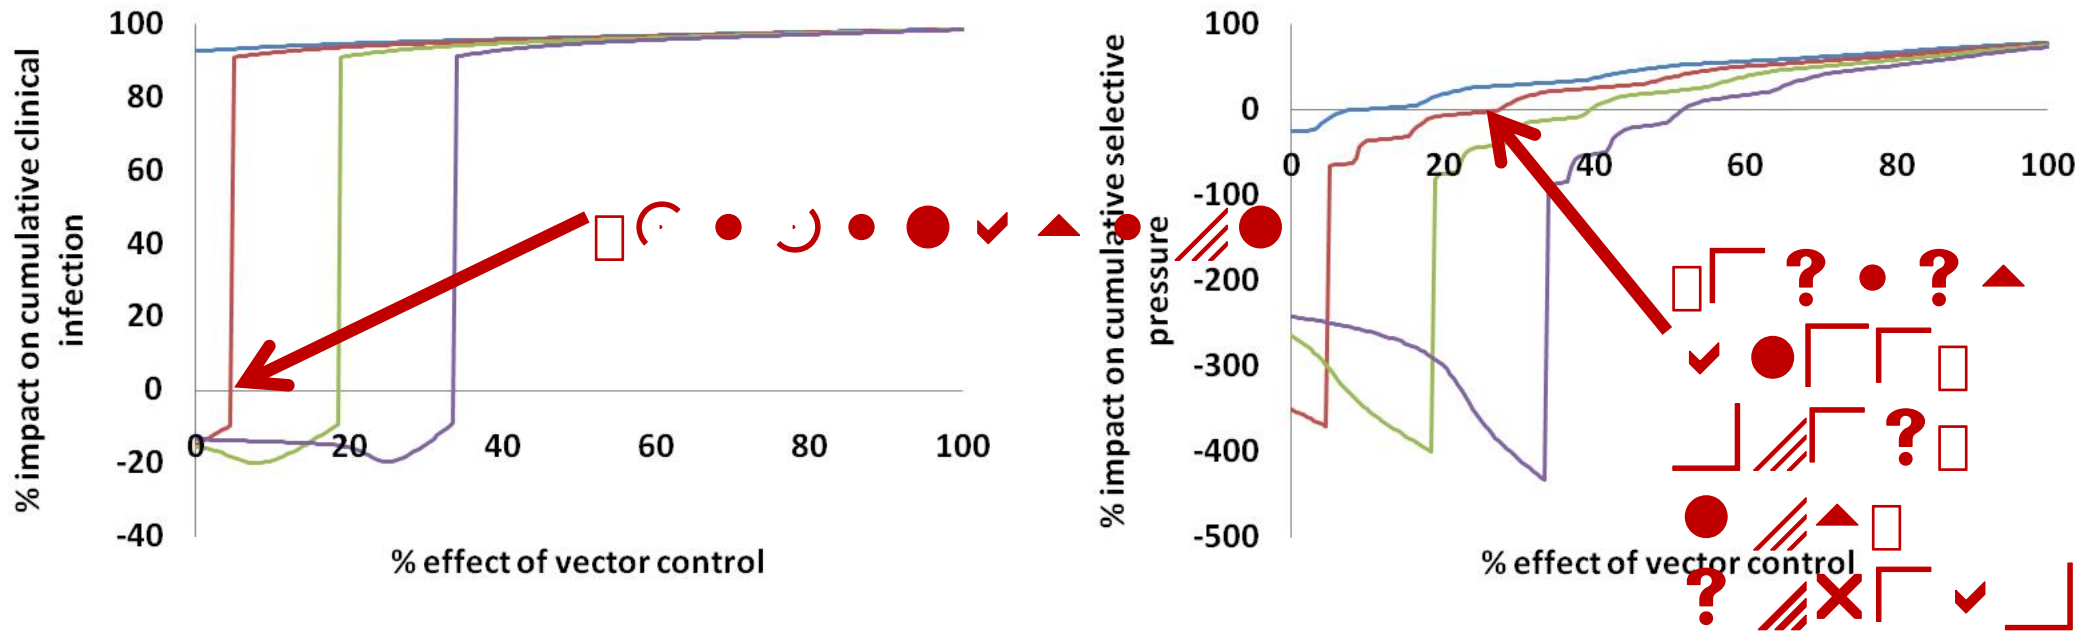 % impact on cumulative clinical
infection
100
80
60
40
20
0
-20
-40
0 20 40 60 80 100
% effect of vector control
% impact on cumulative selective
pressure
100
0
-100
-200
-300
-400
-500
0 20 40 60 80 100
% effect of vector control